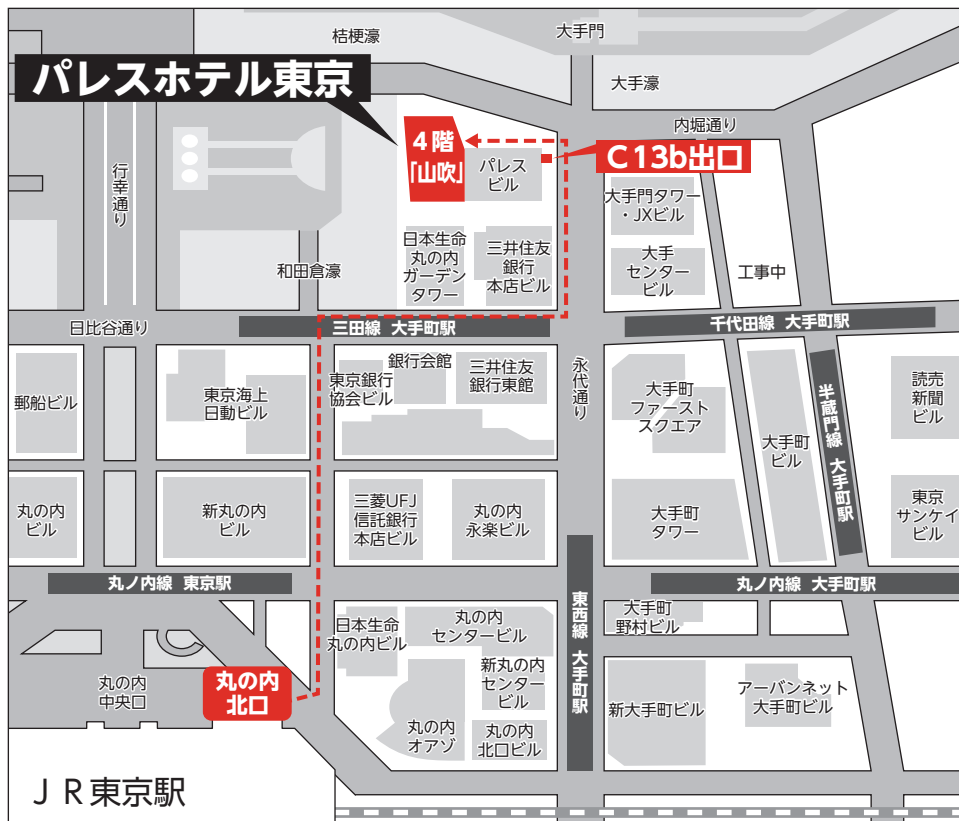 桔梗濠
大手門
パレスホテル東京
大手濠
内堀通り
4階
「山吹」
パレス
ビル
C13b出口
行幸通り
大手門タワー
・JXビル
日本生命
丸の内
ガーデン
タワー
三井住友
銀行
本店ビル
大手
センター
ビル
和田倉濠
工事中
日比谷通り
三田線 大手町駅
千代田線 大手町駅
郵船ビル
東京海上
日動ビル
東京銀行
協会ビル
銀行会館
三井住友
銀行東館
永代通り
大手町
ファースト
スクエア
大手町
ビル
半蔵門線 大手町駅
読売
新聞
ビル
丸の内
ビル
新丸の内
ビル
三菱UFJ
信託銀行
本店ビル
丸の内
永楽ビル
大手町
タワー
東京
サンケイ
ビル
丸ノ内線 東京駅
東西線 大手町駅
丸ノ内線 大手町駅
日本生命
丸の内ビル
丸の内
センタービル
大手町
野村ビル
新丸の内
センター
ビル
丸の内
中央口
丸の内
北口
丸の内
オアゾ
丸の内
北口ビル
新大手町ビル
アーバンネット
大手町ビル
JR東京駅